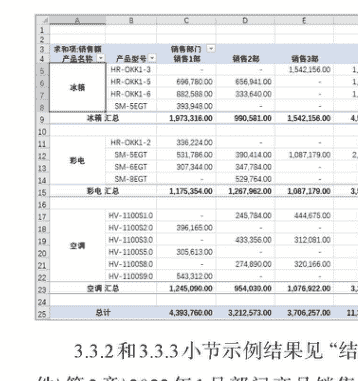 A B C D E
1
2
3 求和项:销售额 销售部门
4 产品名称 产品型号 销售1部 销售2部 销售3部
5 HR-OKK1-3 - - 1,542,156.00 1,
6 冰箱 HR-OKK1-5 696,780.00 656,941.00 - 1,
7 HR-OKK1-6 882,588.00 333,640.00 - 1,
8 SM-5EGT 393,948.00 - -
9 冰箱 汇总 1,973,316.00 990,581.00 1,542,156.00 4,
10
11 HR-OKK1-2 336,224.00 - -
12 彩电 SM-5EGT 531,786.00 390,414.00 1,087,179.00 2,
13 SM-6EGT 307,344.00 347,784.00 -
14 SM-8EGT - 529,764.00 -
15 彩电 汇总 1,175,354.00 1,267,962.00 1,087,179.00 3,
16
17 HV-1100S1.0 - 245,784.00 444,675.00
18 HV-1100S2.0 396,165.00 - -
19 空调 HV-1100S3.0 - 433,356.00 312,081.00
20 HV-1100S5.0 305,613.00 - -
21 HV-1100S8.0 - 274,890.00 320,166.00
22 HV-1100S9.0 543,312.00 - -
23 空调 汇总 1,245,090.00 954,030.00 1,076,922.00 3,
24
25 总计 4,393,760.00 3,212,573.00 3,706,257.00 11,
3.3.2和3.3.3小节示例结果见“结